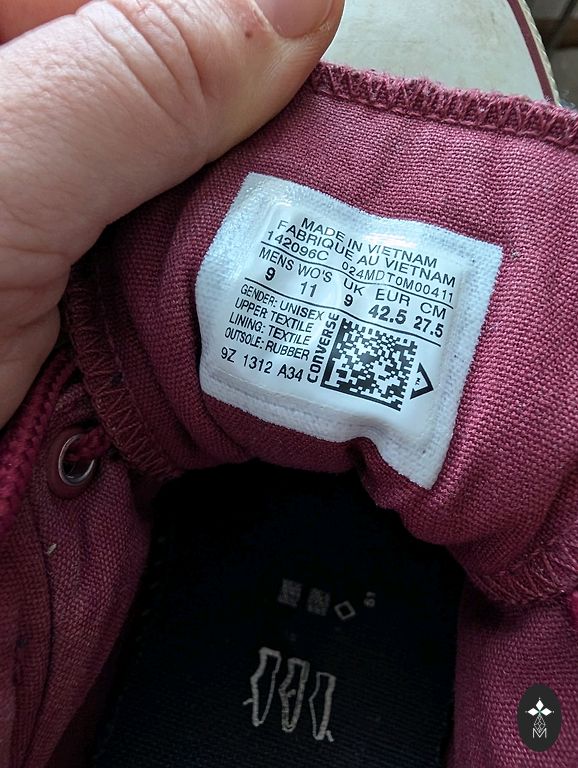 MADE IN VIETNAM
FABRIQUE AU VIETNAM
142096C 024MDT0M00411
MENS WO'S UK EUR CM
9 11 9 42.5 27.5
GENDER: UNISEX
UPPER TEXTILE
LINING: TEXTILE
OUTSOLE: RUBBER
9Z 1312 A34
CONVERSE
61
M